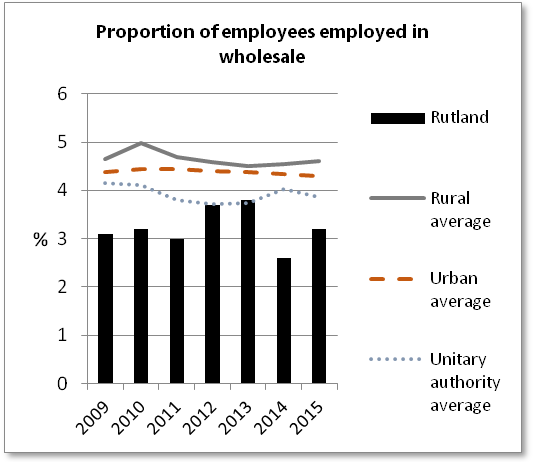 Proportion of employees employed in
wholesale
6
5
4
3
2
1
0
%
2009
2010
2011
2012
2013
2014
2015
Rutland
Rural
average
Urban
average
Unitary
authority
average